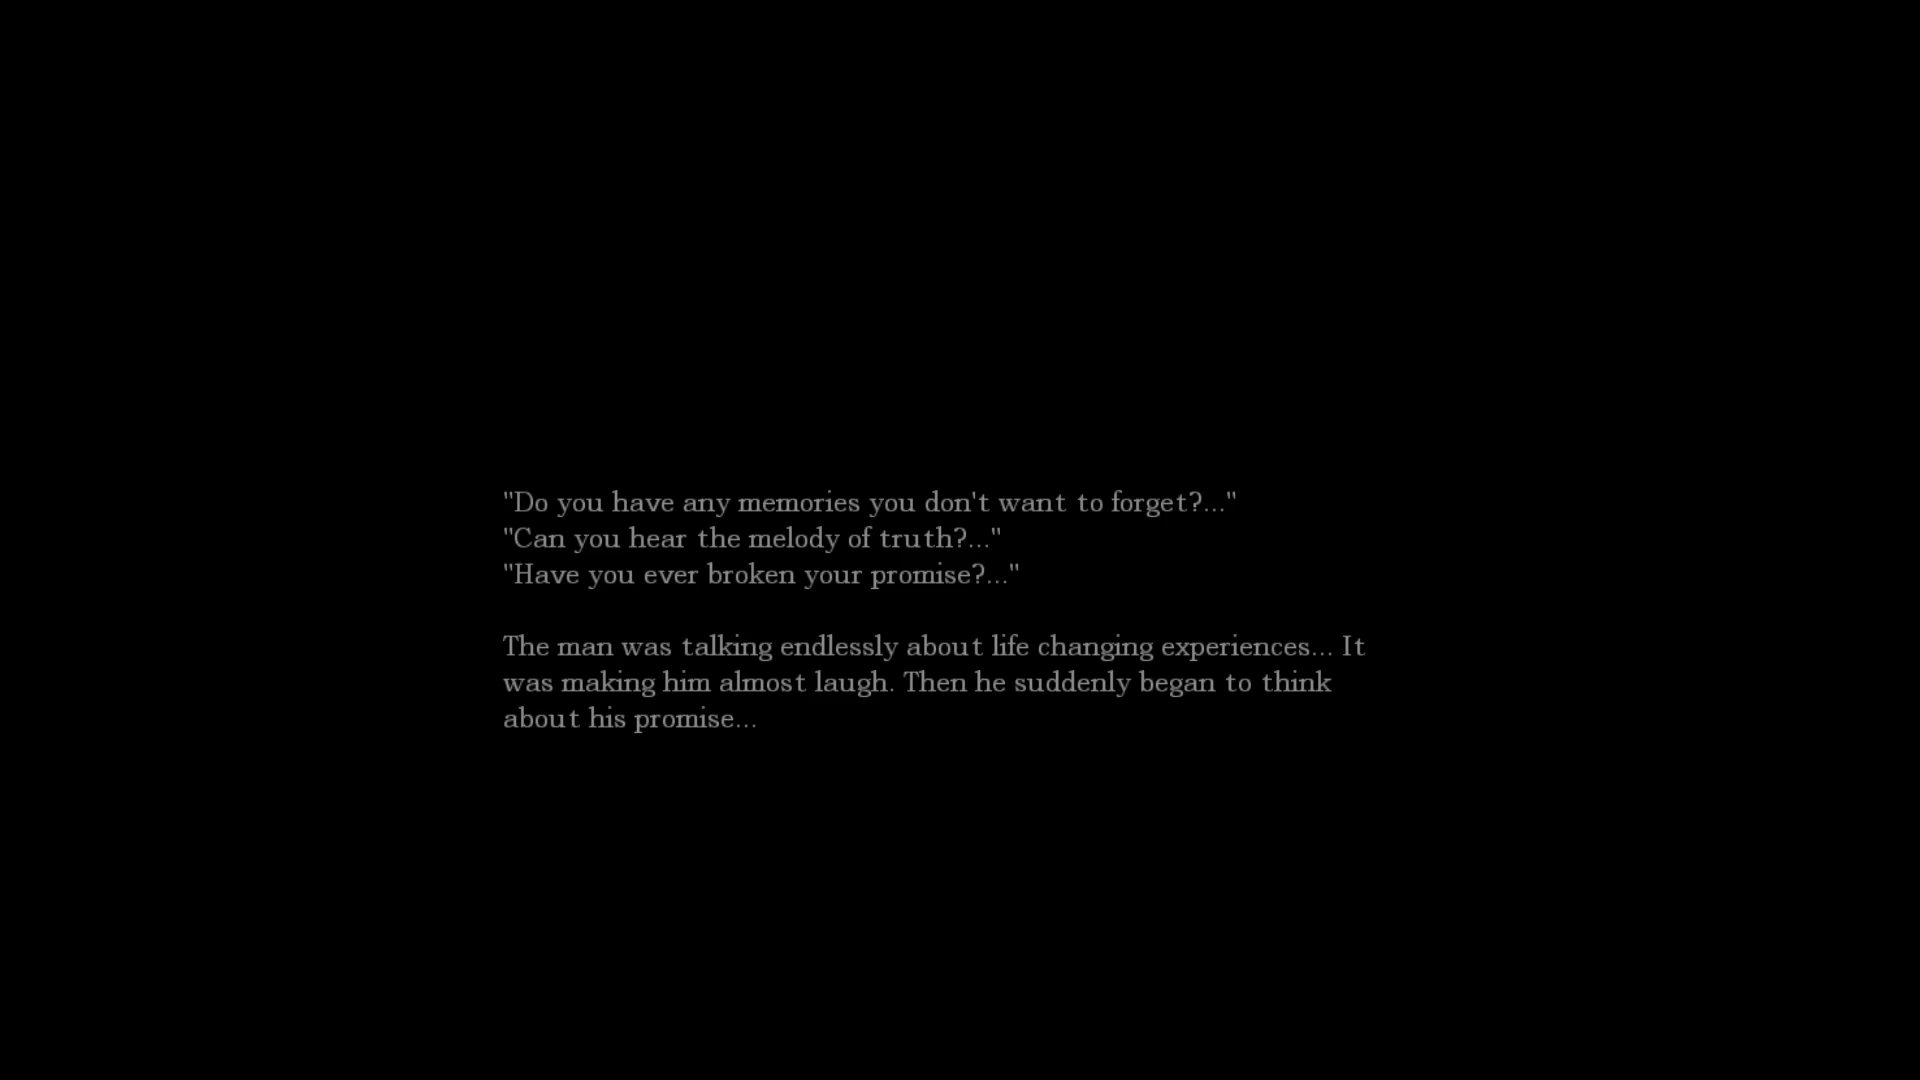 "Do you have any memories you don't want to forget?..."
"Can you hear the melody of truth?..."
"Have you ever broken your promise?..."
The man was talking endlessly about life changing experiences... It
was making him almost laugh. Then he suddenly began to think
about his promise...